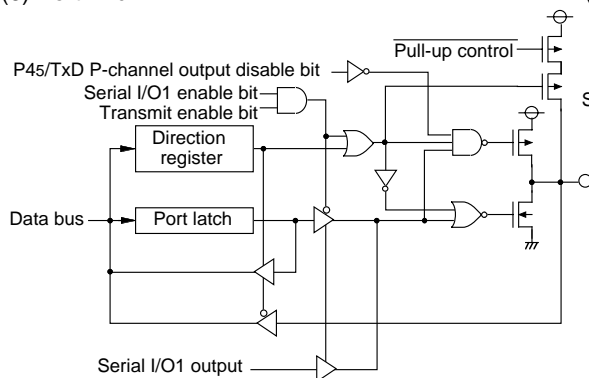 Pull-up control
P45/TxD P-channel output disable bit
Serial I/O1 enable bit
Transmit enable bit
Direction
register
Data bus
Port latch
Serial I/O1 output
S